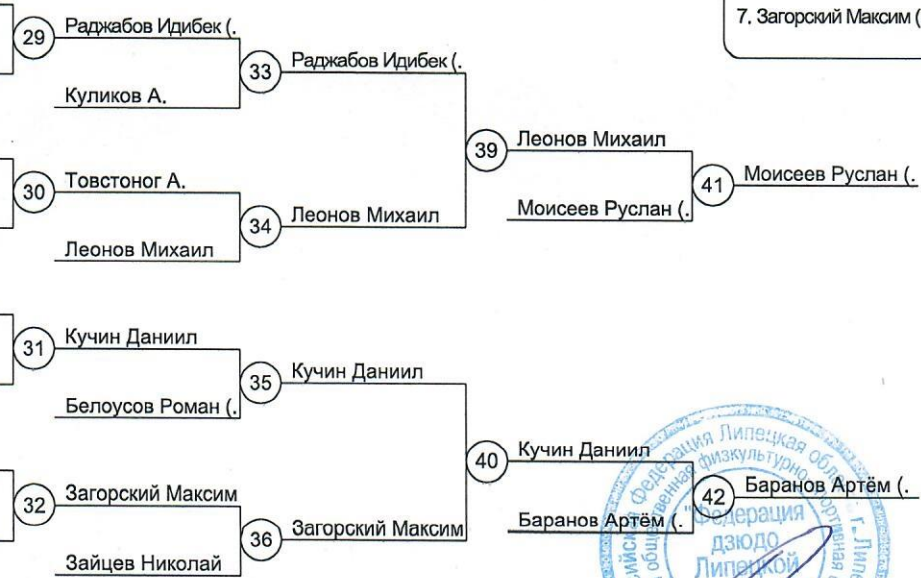 7. Загорский Максим (
29 Раджабов Идибек (.
Куликов А.
33 Раджабов Идибек (.
30 Товстоног А.
Леонов Михаил
34 Леонов Михаил
39 Леонов Михаил
Моисеев Руслан (.
41 Моисеев Руслан (.
31 Кучин Даниил
Белоусов Роман (.
35 Кучин Даниил
32 Загорский Максим
Зайцев Николай
36 Загорский Максим
40 Кучин Даниил
Баранов Артём (.
42 Баранов Артём (.
Федерация Липецкая
"Федерация
дзюдо
Липецкой